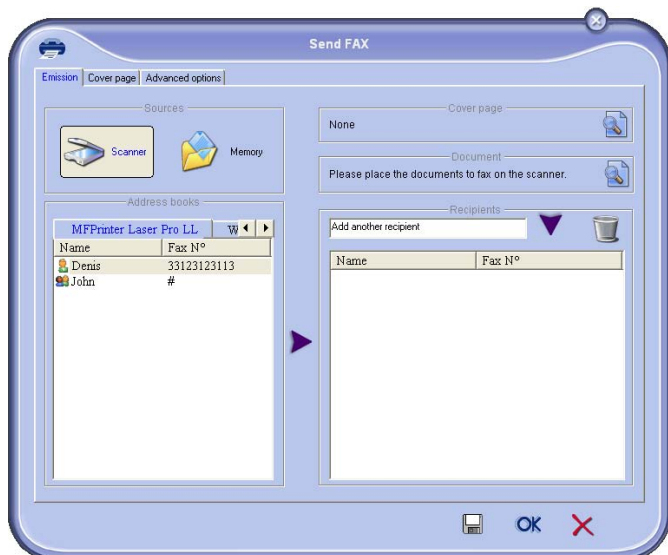 Send FAX
Emission Cover page Advanced options
Sources
Scanner Memory
Address books
MFPrinter Laser Pro LL W
Name Fax Nº
Denis 33123123113
John #
Cover page
None
Document
Please place the documents to fax on the scanner.
Recipients
Add another recipient
Name Fax Nº
OK